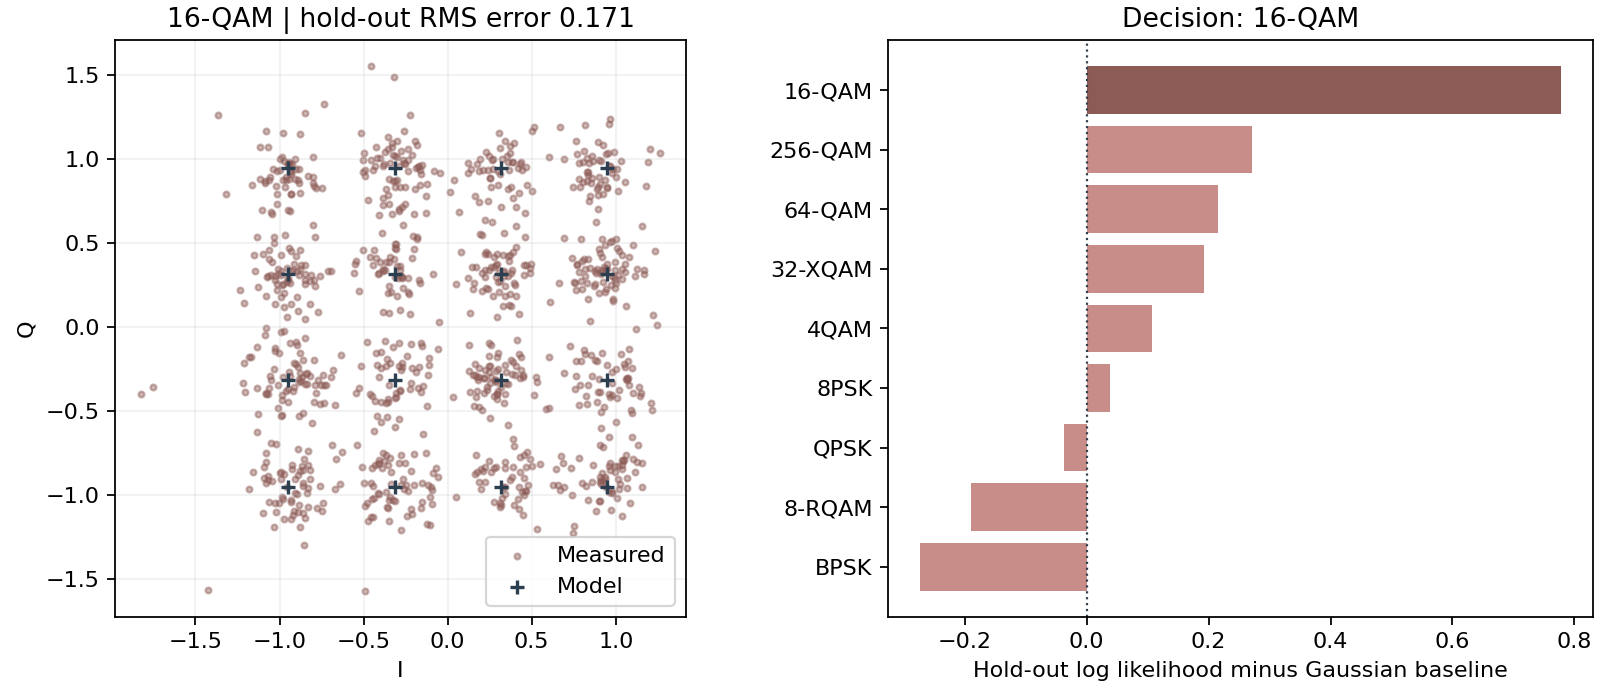 16-QAM | hold-out RMS error 0.171
1.5
1.0
0.5
0.0
−0.5
−1.0
−1.5
Q
−1.5
−1.0
−0.5
0.0
0.5
1.0
I
Measured
Model
Decision: 16-QAM
16-QAM
256-QAM
64-QAM
32-XQAM
4QAM
8PSK
QPSK
8-RQAM
BPSK
−0.2
0.0
0.2
0.4
0.6
0.8
Hold-out log likelihood minus Gaussian baseline